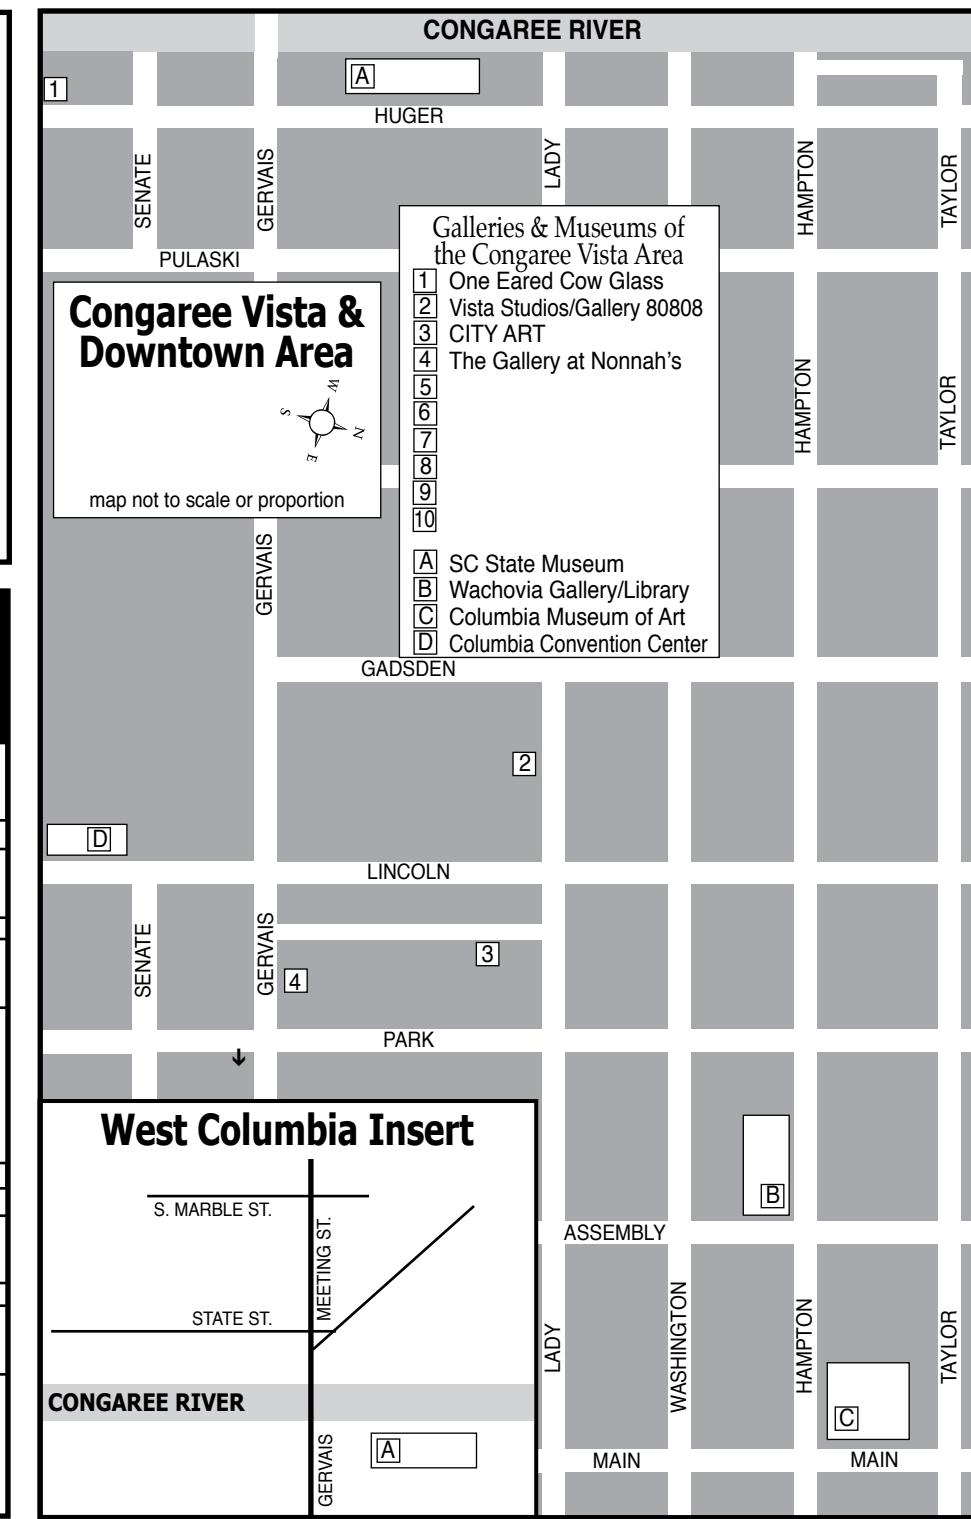 CONGAREE RIVER
1
A
HUGER
SENATE
GERVAIS
LADY
HAMPTON
TAYLOR
PULASKI
Galleries & Museums of
the Congaree Vista Area
1 One Eared Cow Glass
2 Vista Studios/Gallery 80808
3 CITY ART
4 The Gallery at Nonnah's
5
6
7
8
9
10
A SC State Museum
B Wachovia Gallery/Library
C Columbia Museum of Art
D Columbia Convention Center
Congaree Vista &
Downtown Area
W
S
N
E
map not to scale or proportion
HAMPTON
TAYLOR
GERVAIS
GADSDEN
2
D
LINCOLN
SENATE
GERVAIS
3
4
PARK
West Columbia Insert
S. MARBLE ST.
MEETING ST.
STATE ST.
CONGAREE RIVER
GERVAIS
A
B
ASSEMBLY
LADY
WASHINGTON
HAMPTON
TAYLOR
C
MAIN
MAIN